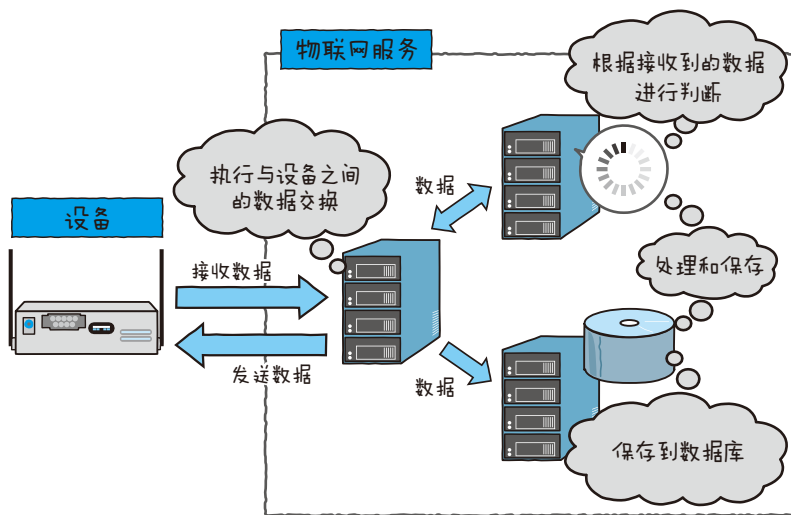 物联网服务
根据接收到的数据
进行判断
执行与设备之间
的数据交换
数据
设备
接收数据
处理和保存
发送数据
数据
保存到数据库